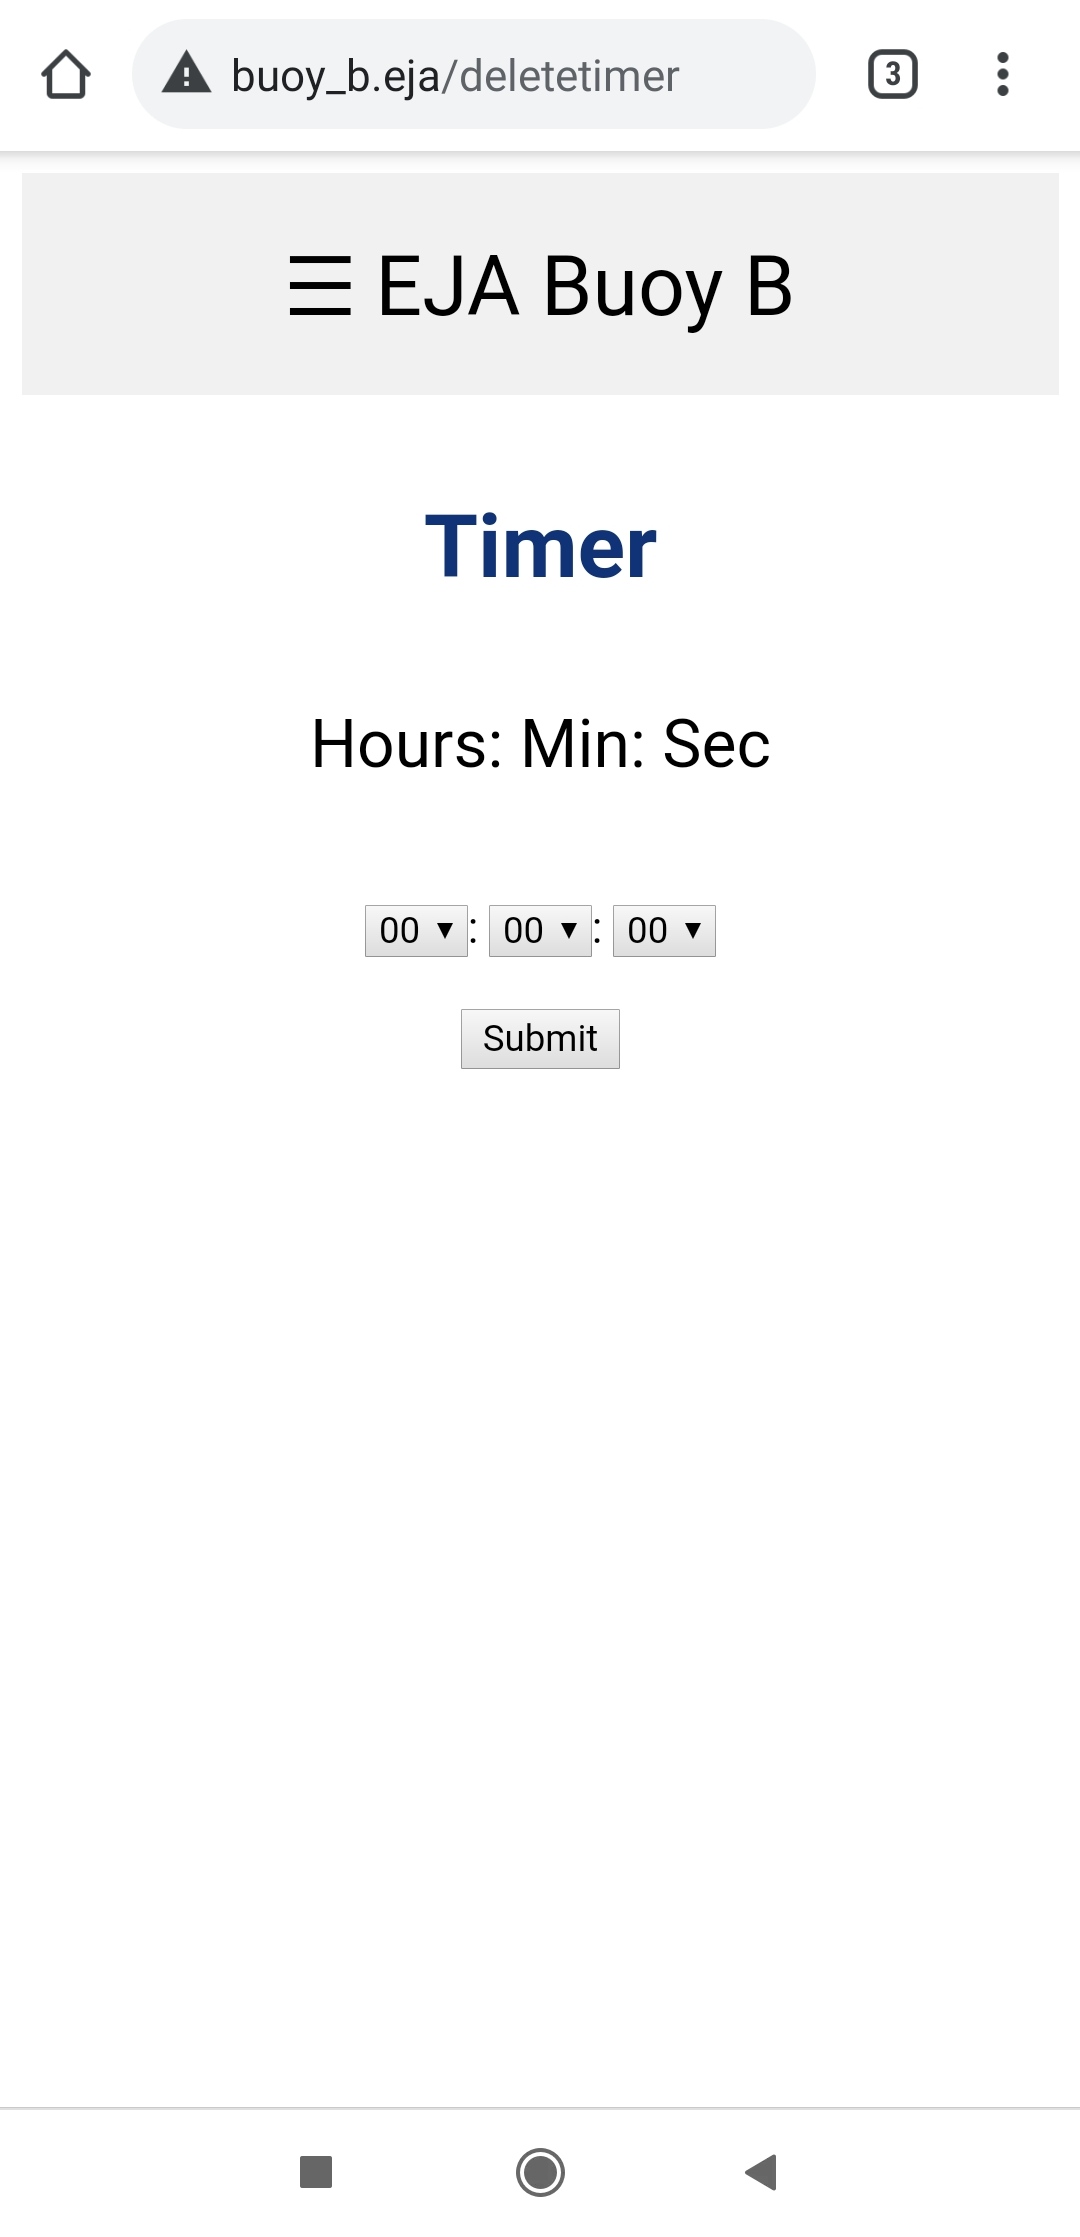 buoy_b.eja/deletetimer
3
☰ EJA Buoy B
Timer
Hours: Min: Sec
00 ▼: 00 ▼: 00 ▼
Submit